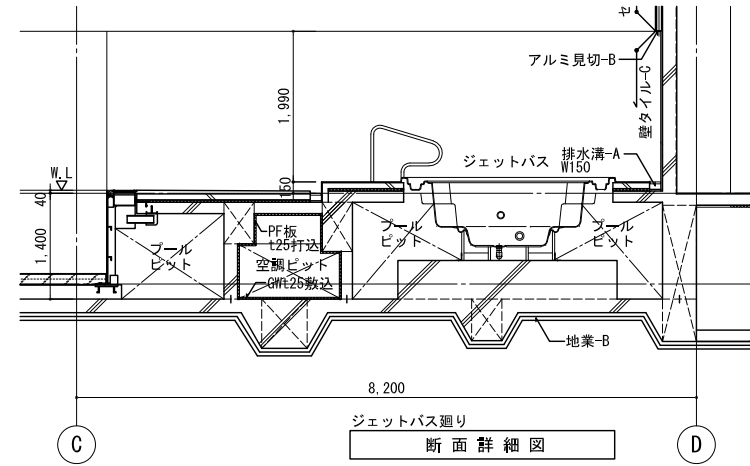 セ
アルミ見切-B
壁タイル-C
1,990
ジェットバス
排水溝-A
W150
W.L
150
40
1,400
プール
ピット
PF板
t25打込
空調ピット
GWt25敷込
プール
ピット
プール
ピット
地業-B
8,200
C
D
ジェットバス廻り
断面詳細図